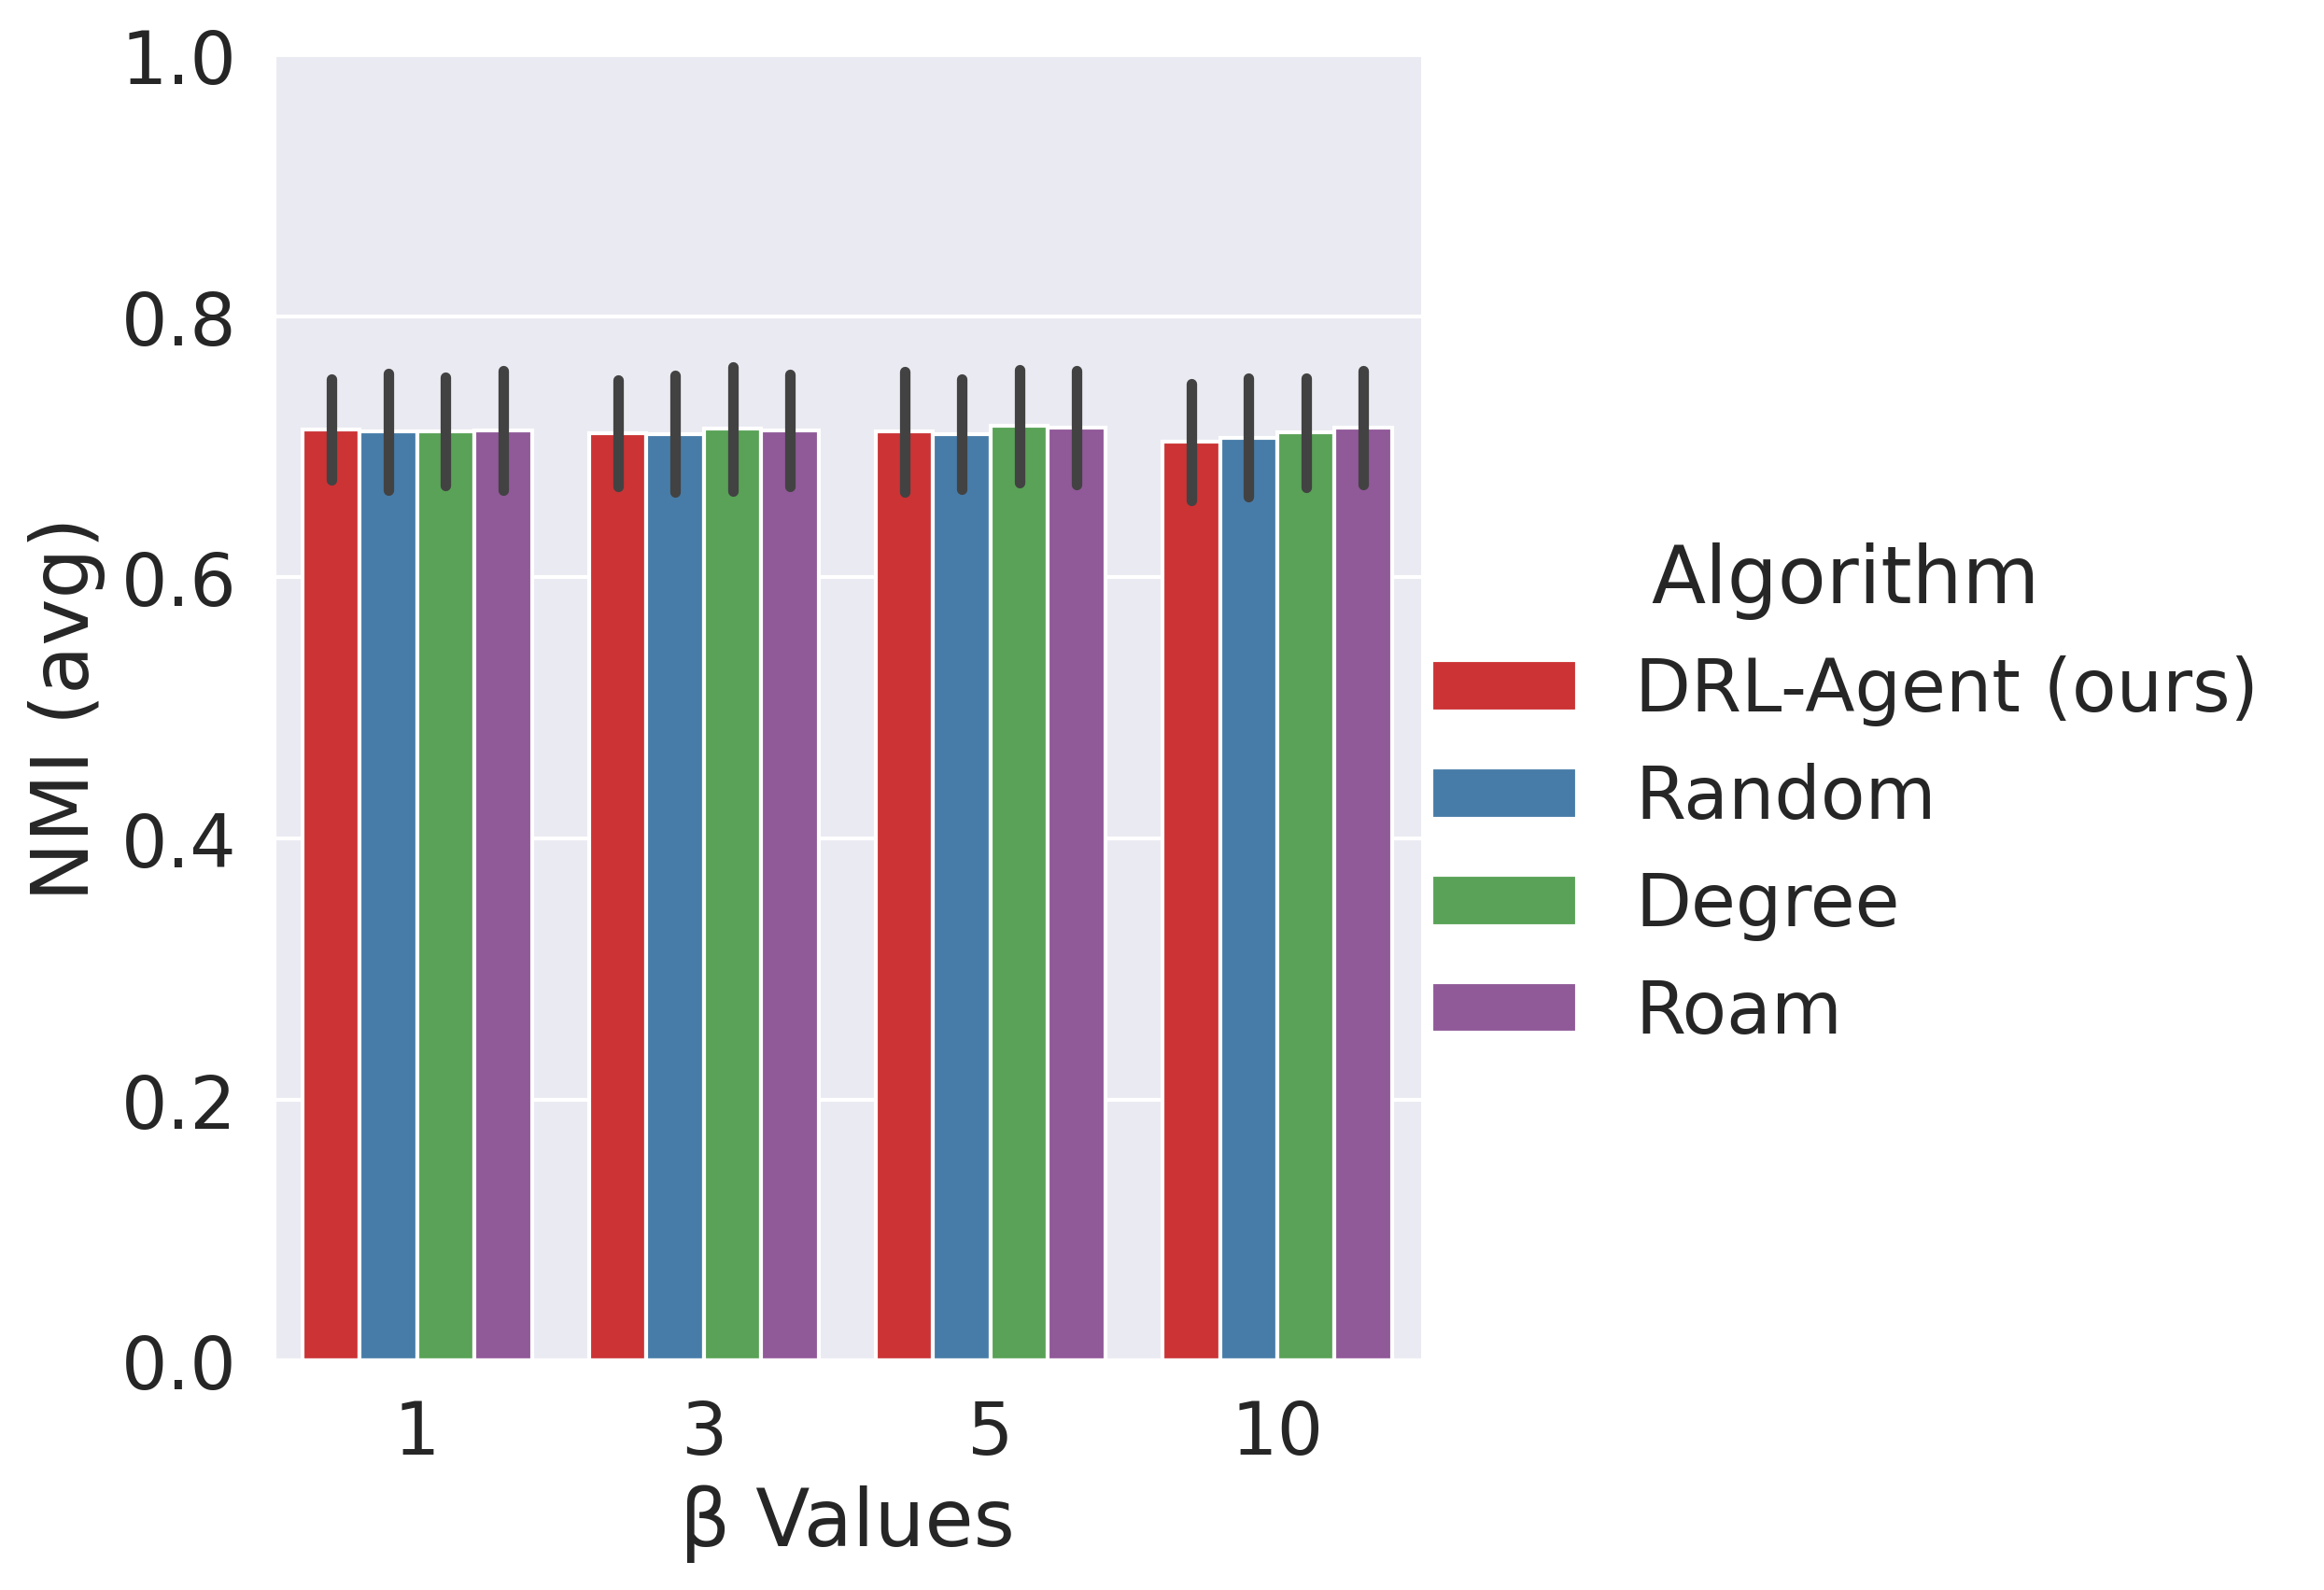 1.0
0.8
0.6
0.4
0.2
0.0
NMI (avg)
1 3 5 10
β Values
Algorithm
DRL-Agent (ours)
Random
Degree
Roam